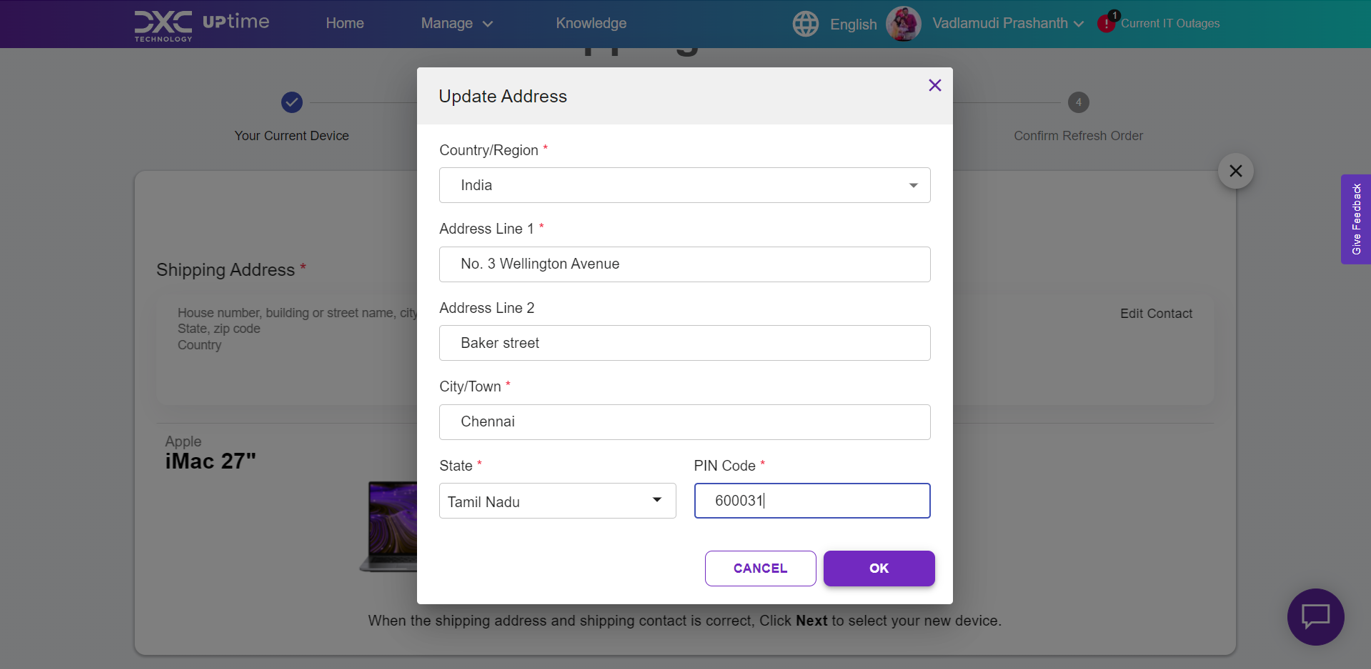 DXC
TECHNOLOGY
UPtime
Home
Manage
Knowledge
English
Vadlamudi Prashanth
!
1
Current IT Outages
Your Current Device
4
Confirm Refresh Order
Update Address
Country/Region *
India
Address Line 1 *
No. 3 Wellington Avenue
Address Line 2
Baker street
City/Town *
Chennai
State *
Tamil Nadu
PIN Code *
600031
CANCEL
OK
Shipping Address *
House number, building or street name, city
State, zip code
Country
Edit Contact
Apple
iMac 27"
When the shipping address and shipping contact is correct, Click Next to select your new device.
Give Feedback